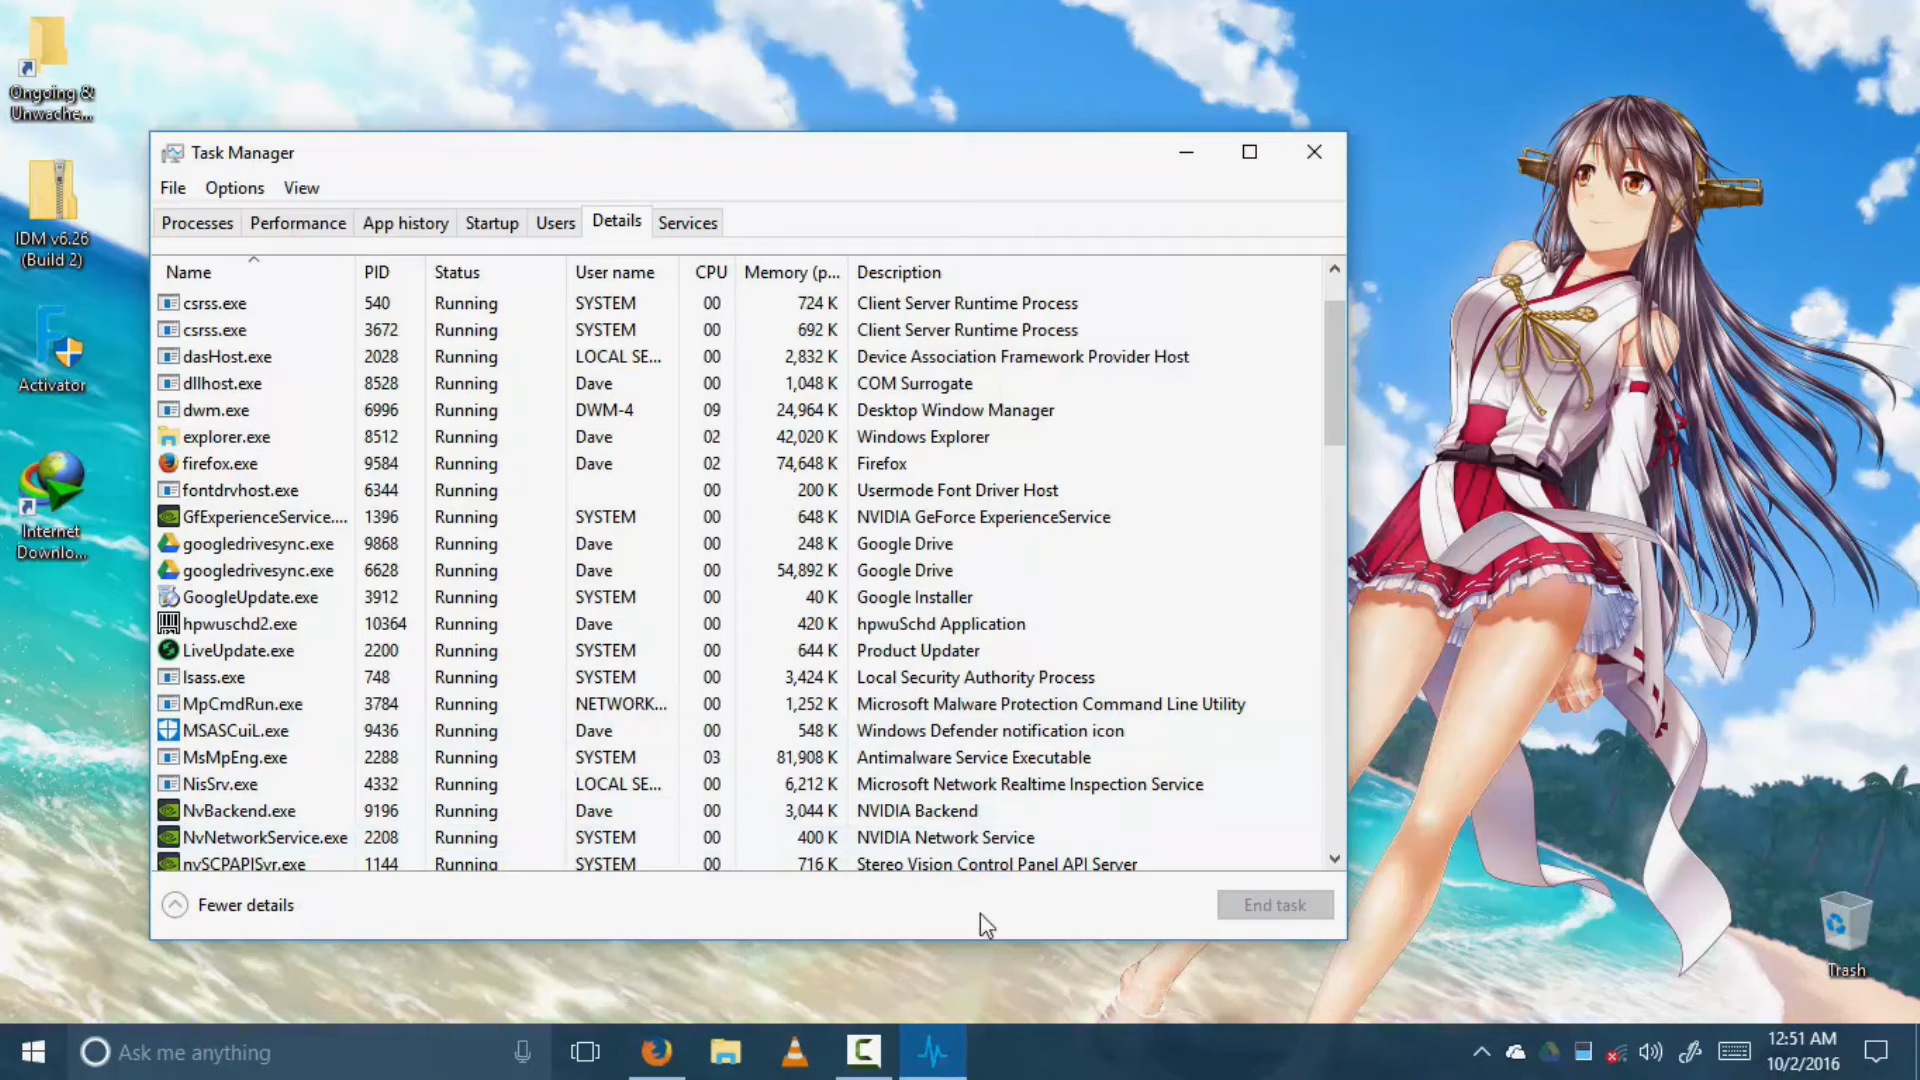 Ongoing &
Unwache...
IDM v6.26
(Build 2)
Activator
Internet
Downlo...
Task Manager
File Options View
Processes Performance App history Startup Users Details Services
Name PID Status User name CPU Memory (p... Description
csrss.exe 540 Running SYSTEM 00 724 K Client Server Runtime Process
csrss.exe 3672 Running SYSTEM 00 692 K Client Server Runtime Process
dasHost.exe 2028 Running LOCAL SE... 00 2,832 K Device Association Framework Provider Host
dllhost.exe 8528 Running Dave 00 1,048 K COM Surrogate
dwm.exe 6996 Running DWM-4 09 24,964 K Desktop Window Manager
explorer.exe 8512 Running Dave 02 42,020 K Windows Explorer
firefox.exe 9584 Running Dave 02 74,648 K Firefox
fontdrvhost.exe 6344 Running 00 200 K Usermode Font Driver Host
GfExperienceService.... 1396 Running SYSTEM 00 648 K NVIDIA GeForce ExperienceService
googledrivesync.exe 9868 Running Dave 00 248 K Google Drive
googledrivesync.exe 6628 Running Dave 00 54,892 K Google Drive
GoogleUpdate.exe 3912 Running SYSTEM 00 40 K Google Installer
hpwuschd2.exe 10364 Running Dave 00 420 K hpwuSchd Application
LiveUpdate.exe 2200 Running SYSTEM 00 644 K Product Updater
lsass.exe 748 Running SYSTEM 00 3,424 K Local Security Authority Process
MpCmdRun.exe 3784 Running NETWORK... 00 1,252 K Microsoft Malware Protection Command Line Utility
MSASCuiL.exe 9436 Running Dave 00 548 K Windows Defender notification icon
MsMpEng.exe 2288 Running SYSTEM 03 81,908 K Antimalware Service Executable
NisSrv.exe 4332 Running LOCAL SE... 00 6,212 K Microsoft Network Realtime Inspection Service
NvBackend.exe 9196 Running Dave 00 3,044 K NVIDIA Backend
NvNetworkService.exe 2208 Running SYSTEM 00 400 K NVIDIA Network Service
nvSCPAPISvr.exe 1144 Running SYSTEM 00 716 K Stereo Vision Control Panel API Server
Fewer details End task
Trash
Ask me anything
12:51 AM
10/2/2016